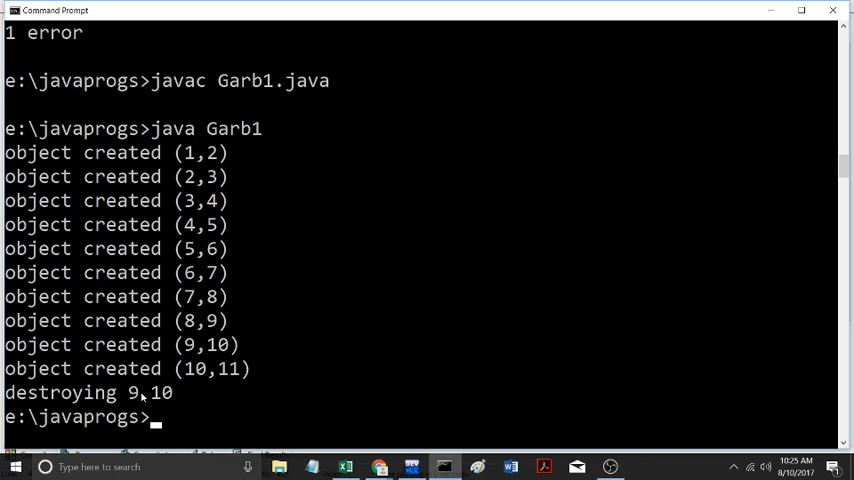 Command Prompt
1 error
e:\javaprogs>javac Garb1.java
e:\javaprogs>java Garb1
object created (1,2)
object created (2,3)
object created (3,4)
object created (4,5)
object created (5,6)
object created (6,7)
object created (7,8)
object created (8,9)
object created (9,10)
object created (10,11)
destroying 9,10
e:\javaprogs>_
Type here to search
10:25 AM
8/10/2017